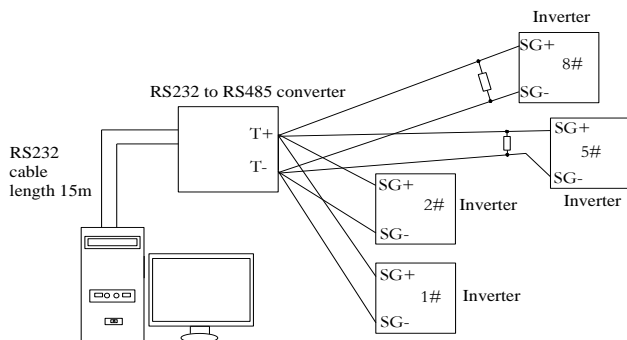 Inverter
SG+
8#
SG-
RS232 to RS485 converter
T+
T-
SG+
5#
SG-
Inverter
RS232
cable
length 15m
SG+
2#
Inverter
SG-
SG+
1#
Inverter
SG-